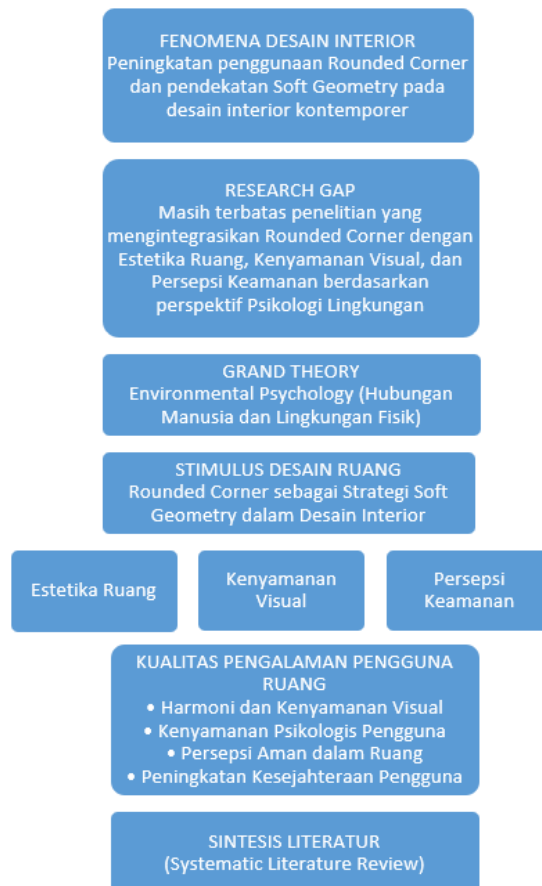 FENOMENA DESAIN INTERIOR
Peningkatan penggunaan Rounded Corner
dan pendekatan Soft Geometry pada
desain interior kontemporer
RESEARCH GAP
Masih terbatas penelitian yang
mengintegrasikan Rounded Corner dengan
Estetika Ruang, Kenyamanan Visual, dan
Persepsi Keamanan berdasarkan
perspektif Psikologi Lingkungan
GRAND THEORY
Environmental Psychology (Hubungan
Manusia dan Lingkungan Fisik)
STIMULUS DESAIN RUANG
Rounded Corner sebagai Strategi Soft
Geometry dalam Desain Interior
Estetika Ruang
Kenyamanan
Visual
Persepsi
Keamanan
KUALITAS PENGALAMAN PENGGUNA
RUANG
• Harmoni dan Kenyamanan Visual
• Kenyamanan Psikologis Pengguna
• Persepsi Aman dalam Ruang
• Peningkatan Kesejahteraan Pengguna
SINTESIS LITERATUR
(Systematic Literature Review)